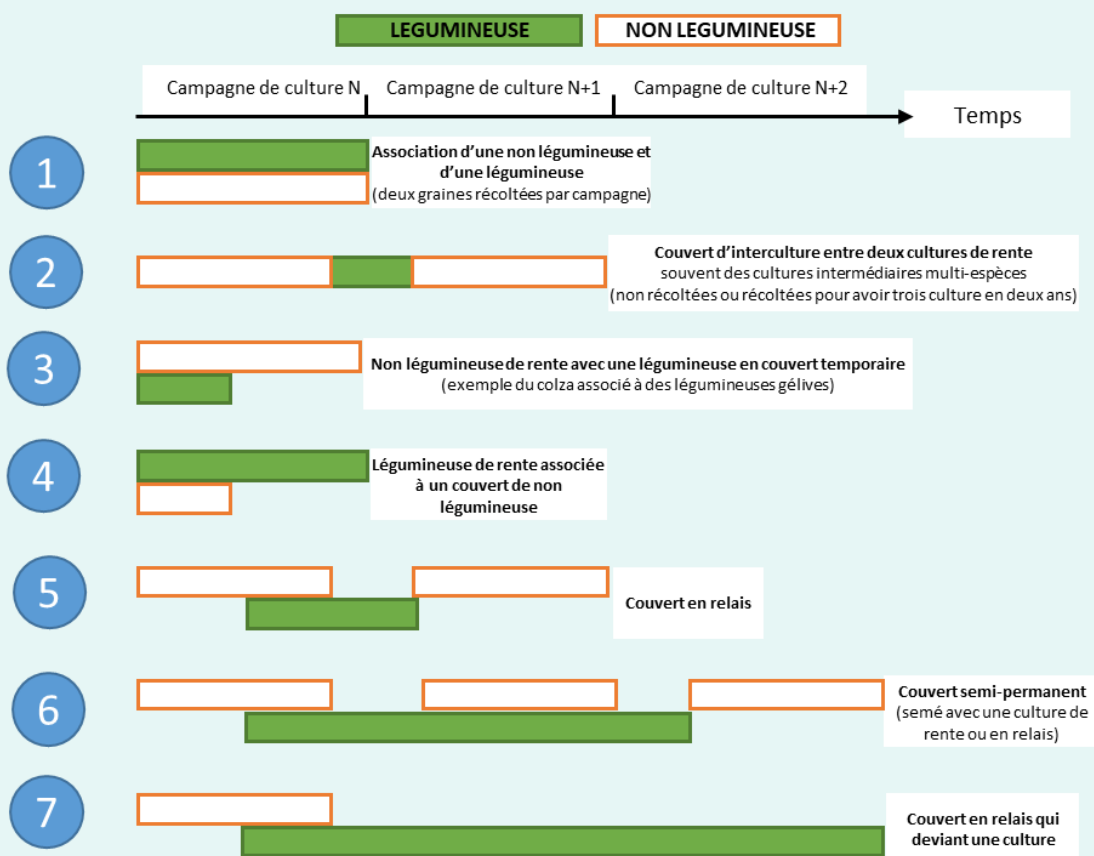 LEGUMINEUSE
NON LEGUMINEUSE
Campagne de culture N
Campagne de culture N+1
Campagne de culture N+2
Temps
1
Association d'une non légumineuse et
d'une légumineuse
(deux graines récoltées par campagne)
2
Couvert d'interculture entre deux cultures de rente
souvent des cultures intermédiaires multi-espèces
(non récoltées ou récoltées pour avoir trois culture en deux ans)
3
Non légumineuse de rente avec une légumineuse en couvert temporaire
(exemple du colza associé à des légumineuses gélives)
4
Légumineuse de rente associée
à un couvert de non
légumineuse
5
Couvert en relais
6
Couvert semi-permanent
(semé avec une culture de
rente ou en relais)
7
Couvert en relais qui
deviant une culture